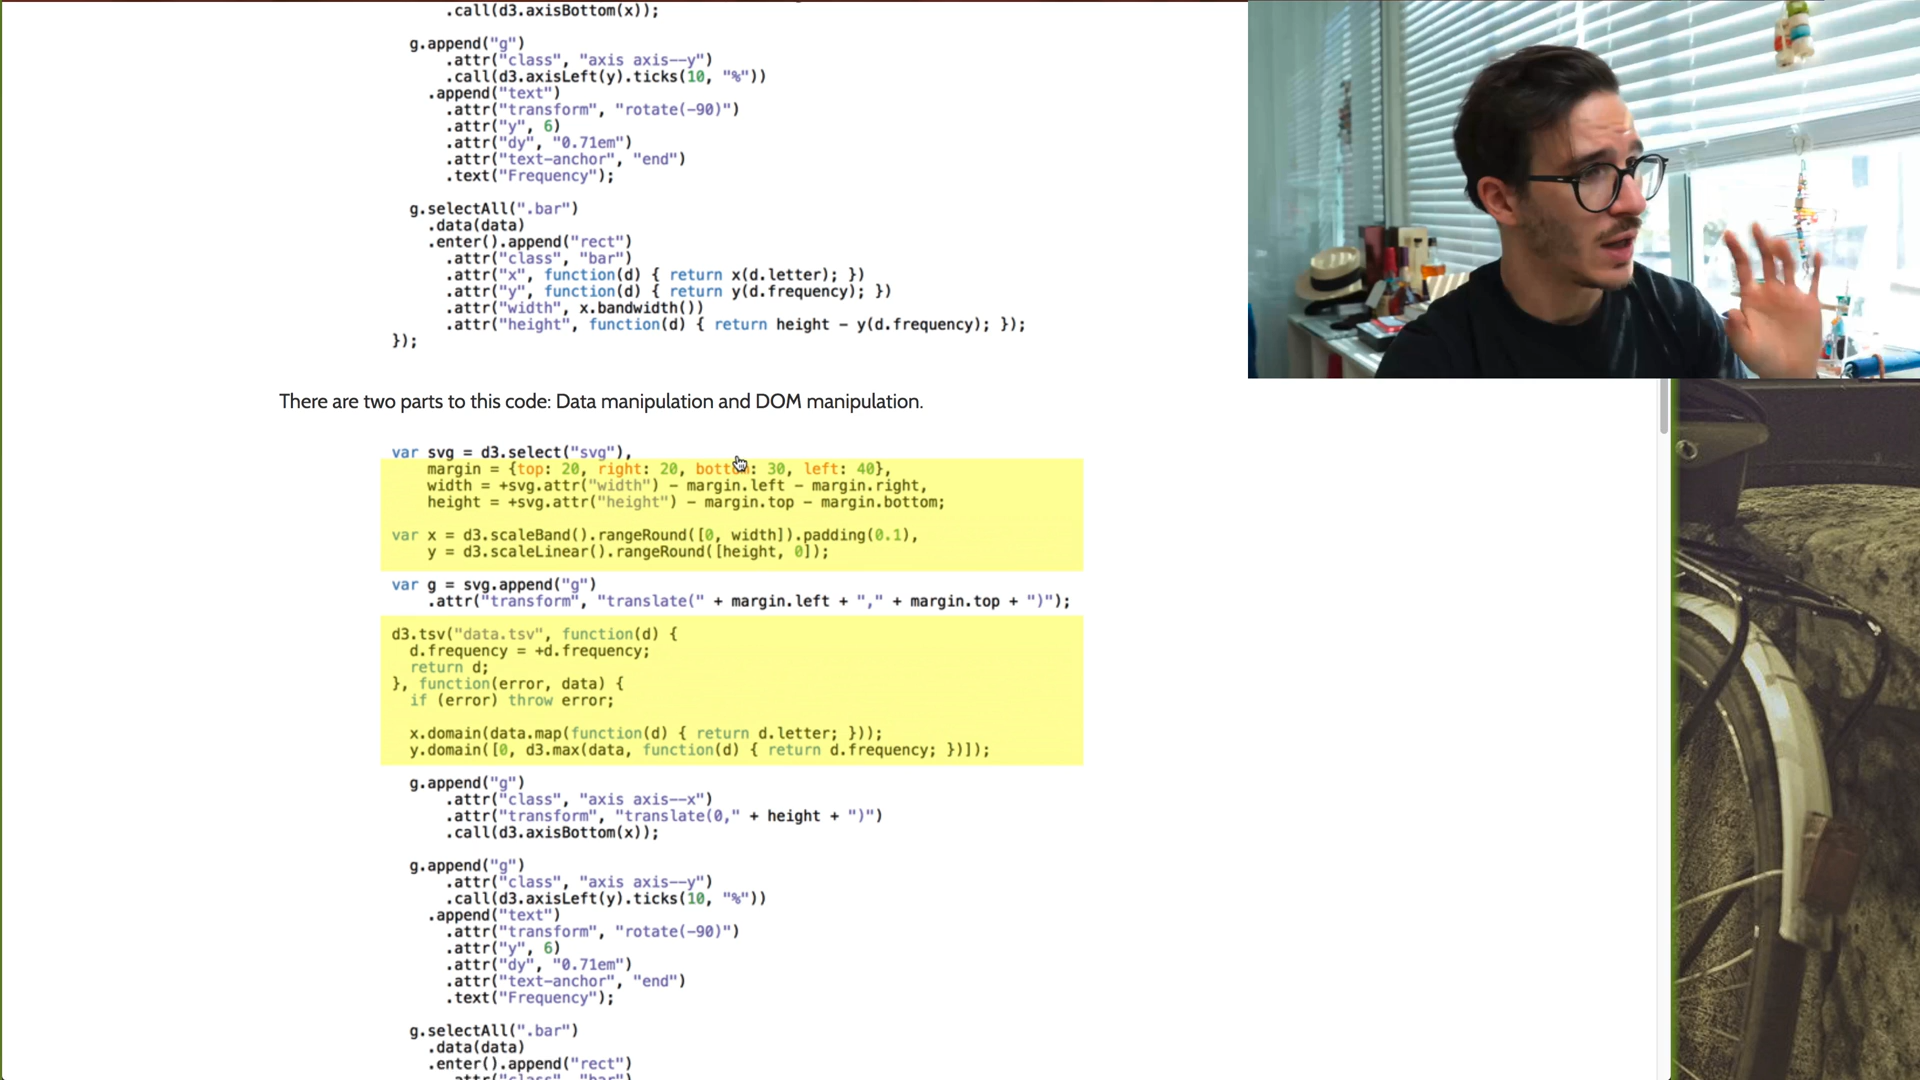 .call(d3.axisBottom(x));
g.append("g")
.attr("class", "axis axis--y")
.call(d3.axisLeft(y).ticks(10, "%"))
.append("text")
.attr("transform", "rotate(-90)")
.attr("y", 6)
.attr("dy", "0.71em")
.attr("text-anchor", "end")
.text("Frequency");
g.selectAll(".bar")
.data(data)
.enter().append("rect")
.attr("class", "bar")
.attr("x", function(d) { return x(d.letter); })
.attr("y", function(d) { return y(d.frequency); })
.attr("width", x.bandwidth())
.attr("height", function(d) { return height - y(d.frequency); });
});
There are two parts to this code: Data manipulation and DOM manipulation.
var svg = d3.select("svg"),
margin = {top: 20, right: 20, bottom: 30, left: 40},
width = +svg.attr("width") - margin.left - margin.right,
height = +svg.attr("height") - margin.top - margin.bottom;
var x = d3.scaleBand().rangeRound([0, width]).padding(0.1),
y = d3.scaleLinear().rangeRound([height, 0]);
var g = svg.append("g")
.attr("transform", "translate(" + margin.left + "," + margin.top + ")");
d3.tsv("data.tsv", function(d) {
d.frequency = +d.frequency;
return d;
}, function(error, data) {
if (error) throw error;
x.domain(data.map(function(d) { return d.letter; }));
y.domain([0, d3.max(data, function(d) { return d.frequency; })]);
g.append("g")
.attr("class", "axis axis--x")
.attr("transform", "translate(0," + height + ")")
.call(d3.axisBottom(x));
g.append("g")
.attr("class", "axis axis--y")
.call(d3.axisLeft(y).ticks(10, "%"))
.append("text")
.attr("transform", "rotate(-90)")
.attr("y", 6)
.attr("dy", "0.71em")
.attr("text-anchor", "end")
.text("Frequency");
g.selectAll(".bar")
.data(data)
.enter().append("rect")
.attr("class", "bar")